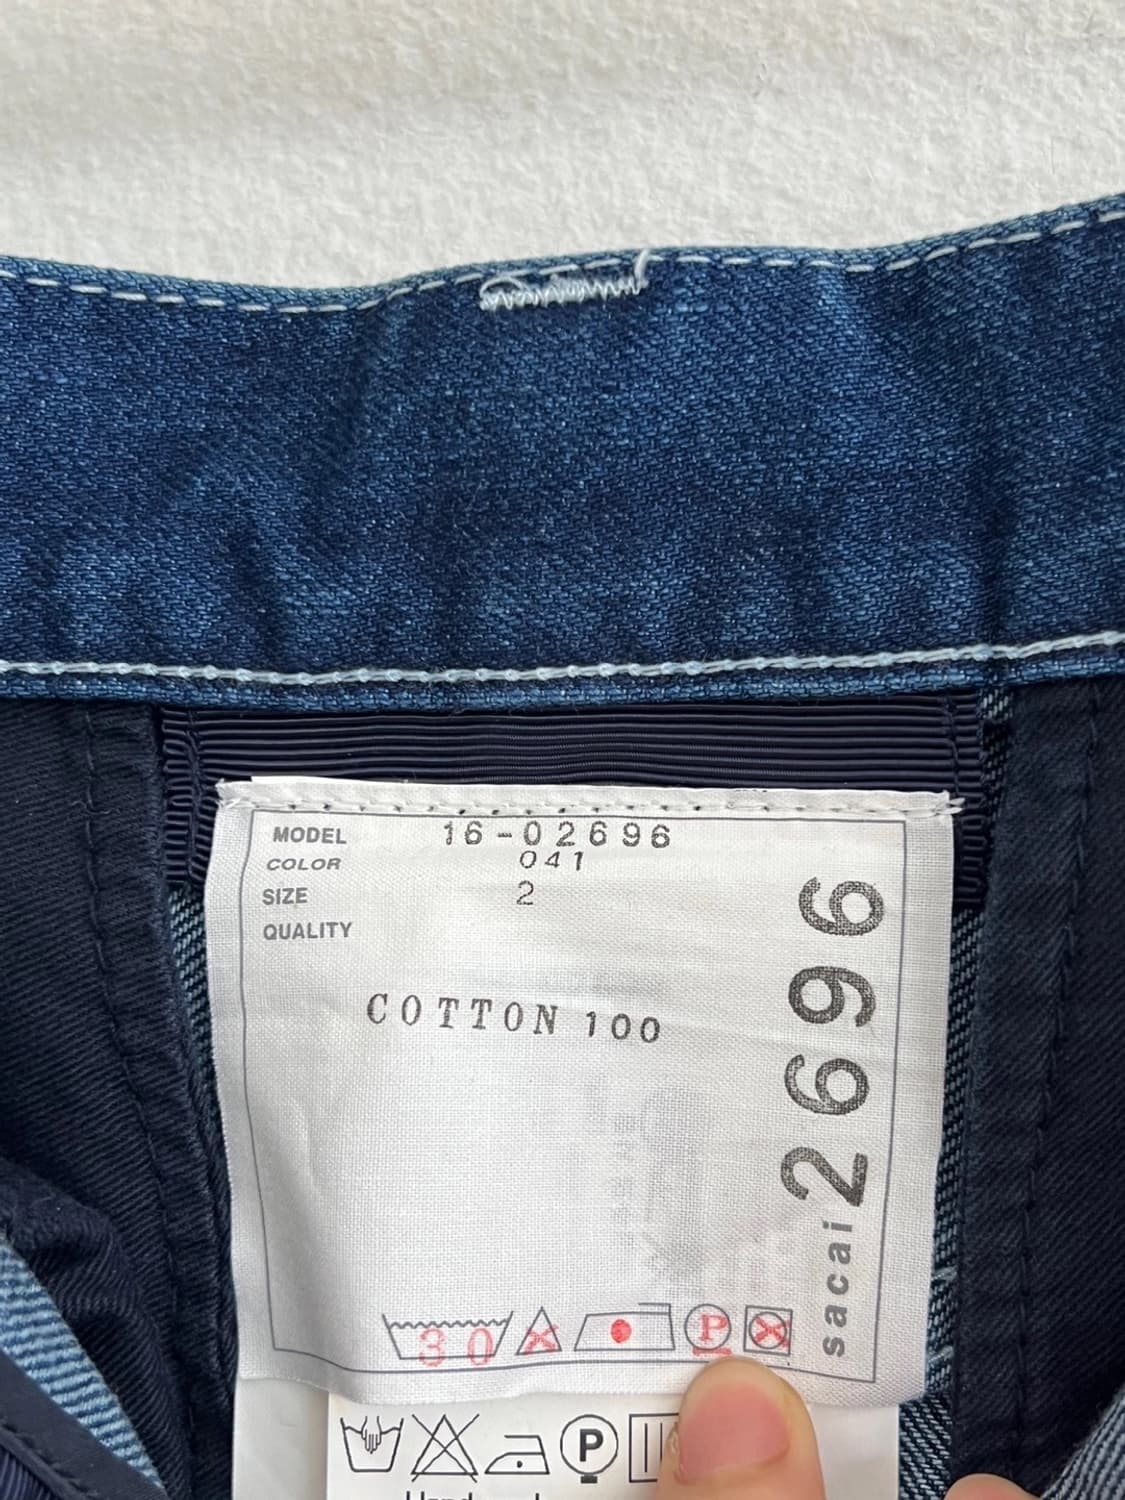 MODEL 16-02696
COLOR 041
SIZE 2
QUALITY
COTTON 100
sacai 2696
30 P
P